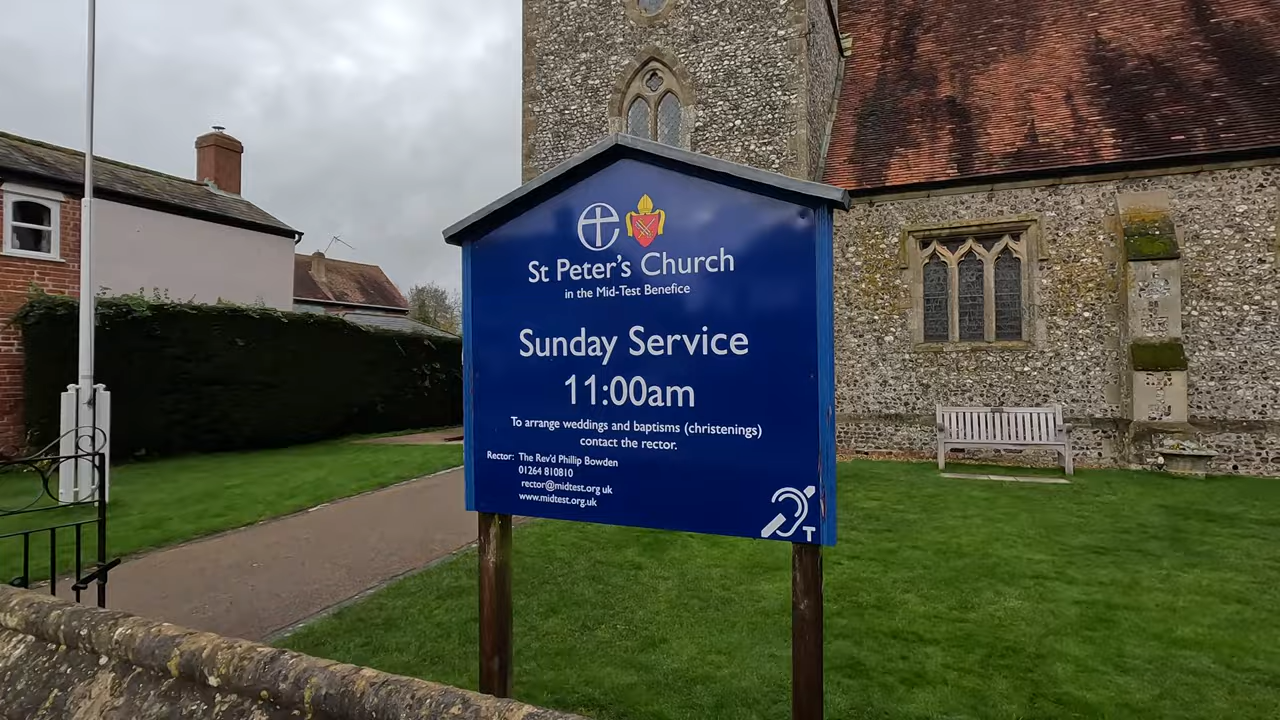 St Peter's Church
in the Mid-Test Benefice
Sunday Service
11:00am
To arrange weddings and baptisms (christenings)
contact the rector.
Rector: The Rev'd Phillip Bowden
01264 810810
rector@midtest.org uk
www.midtest.org.uk
T